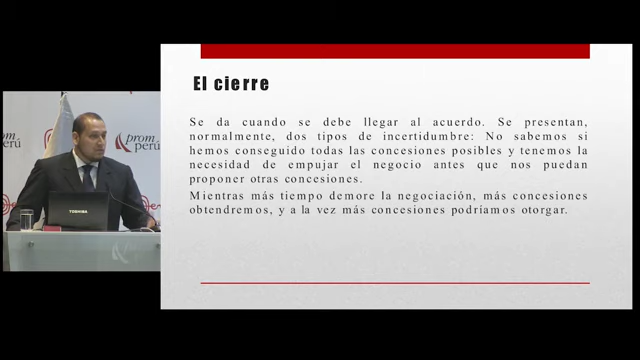 El cierre
Se da cuando se debe llegar al acuerdo. Se presentan,
normalmente, dos tipos de incertidumbre: No sabemos si
hemos conseguido todas las concesiones posibles y tenemos la
necesidad de empujar el negocio antes que nos puedan
proponer otras concesiones.
Mientras más tiempo demore la negociación, más concesiones
obtendremos, y a la vez más concesiones podríamos otorgar.
prom
perú
prom
perú
TOSHIBA